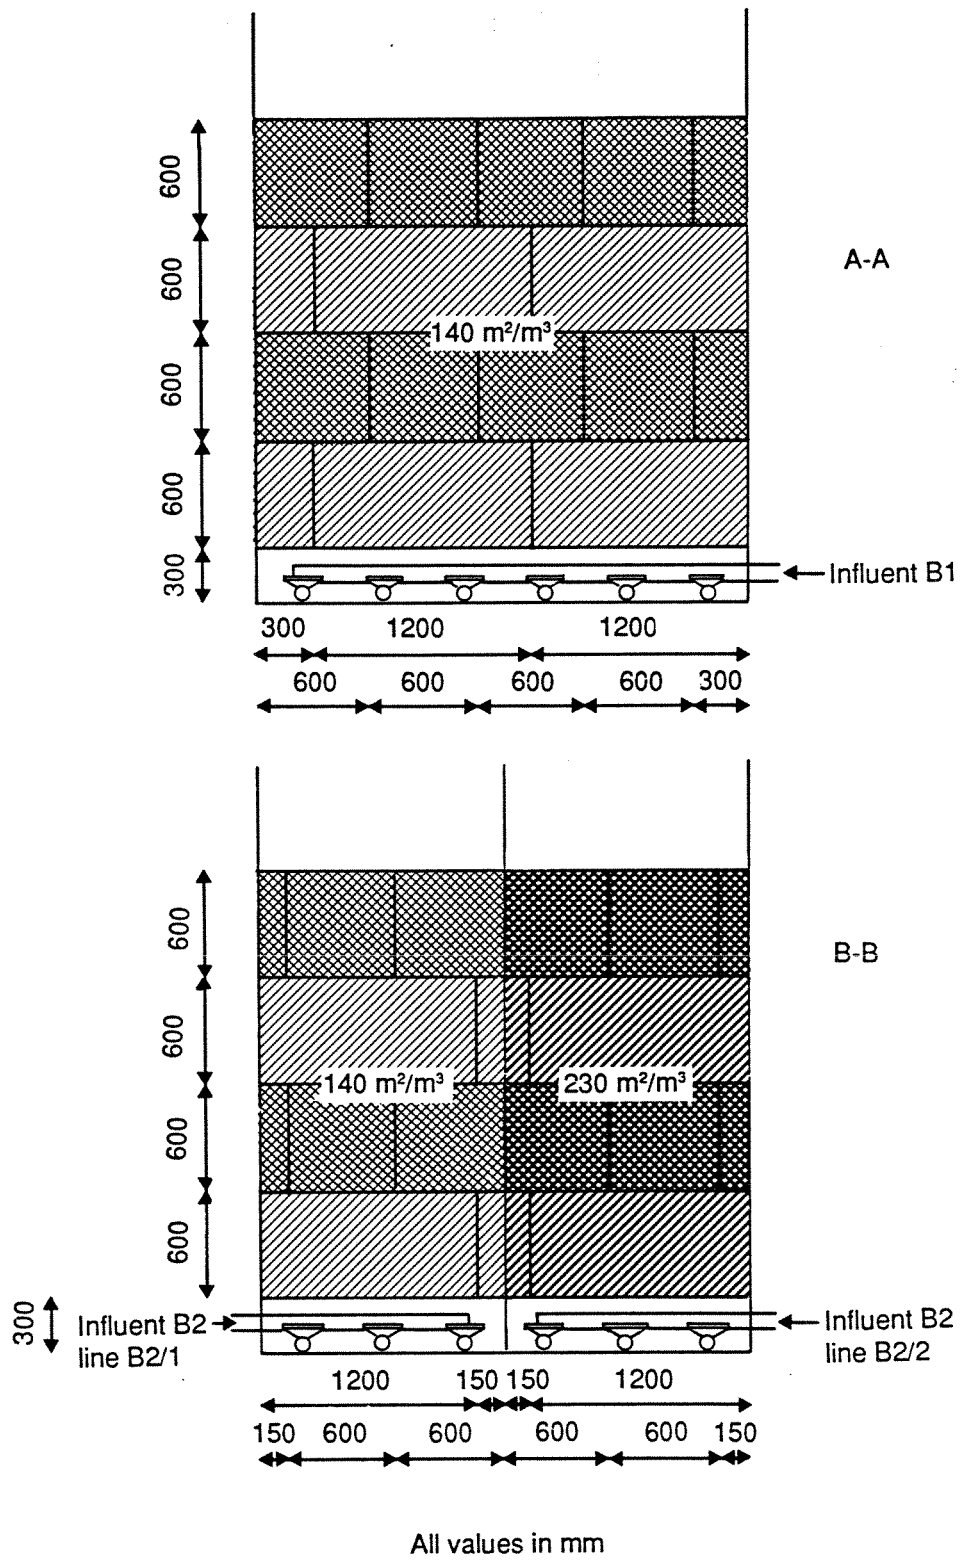 600
A-A
600
140 m²/m³
600
600
300
Influent B1
300 1200 1200
600 600 600 600 300
600
B-B
600
140 m²/m³ 230 m²/m³
600
600
300
Influent B2
line B2/1
Influent B2
line B2/2
1200 150 150 1200
150 600 600 600 600 150
All values in mm